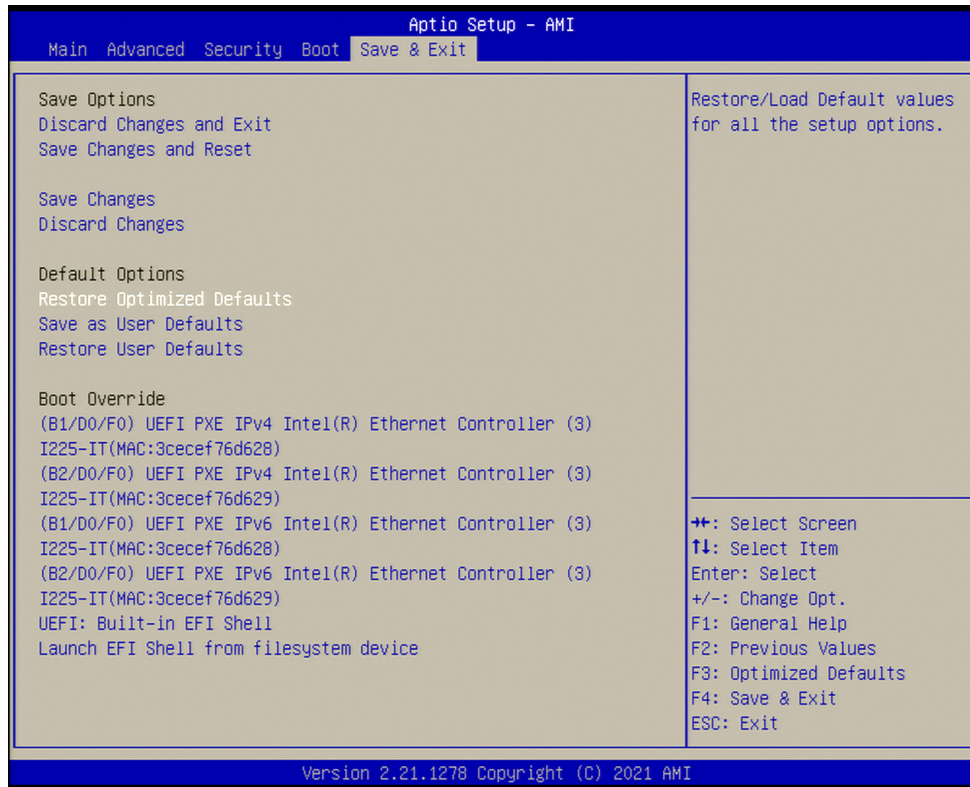 Aptio Setup – AMI
Main Advanced Security Boot Save & Exit
Save Options
Discard Changes and Exit
Save Changes and Reset
Save Changes
Discard Changes
Default Options
Restore Optimized Defaults
Save as User Defaults
Restore User Defaults
Boot Override
(B1/D0/F0) UEFI PXE IPv4 Intel(R) Ethernet Controller (3)
I225-IT(MAC:3cecef76d628)
(B2/D0/F0) UEFI PXE IPv4 Intel(R) Ethernet Controller (3)
I225-IT(MAC:3cecef76d629)
(B1/D0/F0) UEFI PXE IPv6 Intel(R) Ethernet Controller (3)
I225-IT(MAC:3cecef76d628)
(B2/D0/F0) UEFI PXE IPv6 Intel(R) Ethernet Controller (3)
I225-IT(MAC:3cecef76d629)
UEFI: Built-in EFI Shell
Launch EFI Shell from filesystem device
Restore/Load Default values
for all the setup options.
→←: Select Screen
↑↓: Select Item
Enter: Select
+/-: Change Opt.
F1: General Help
F2: Previous Values
F3: Optimized Defaults
F4: Save & Exit
ESC: Exit
Version 2.21.1278 Copyright (C) 2021 AMI